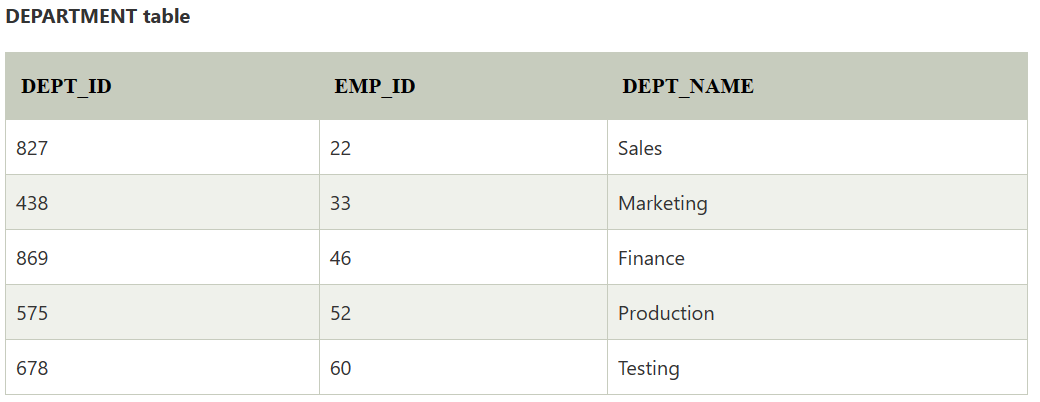 DEPARTMENT table
DEPT_ID EMP_ID DEPT_NAME
827 22 Sales
438 33 Marketing
869 46 Finance
575 52 Production
678 60 Testing